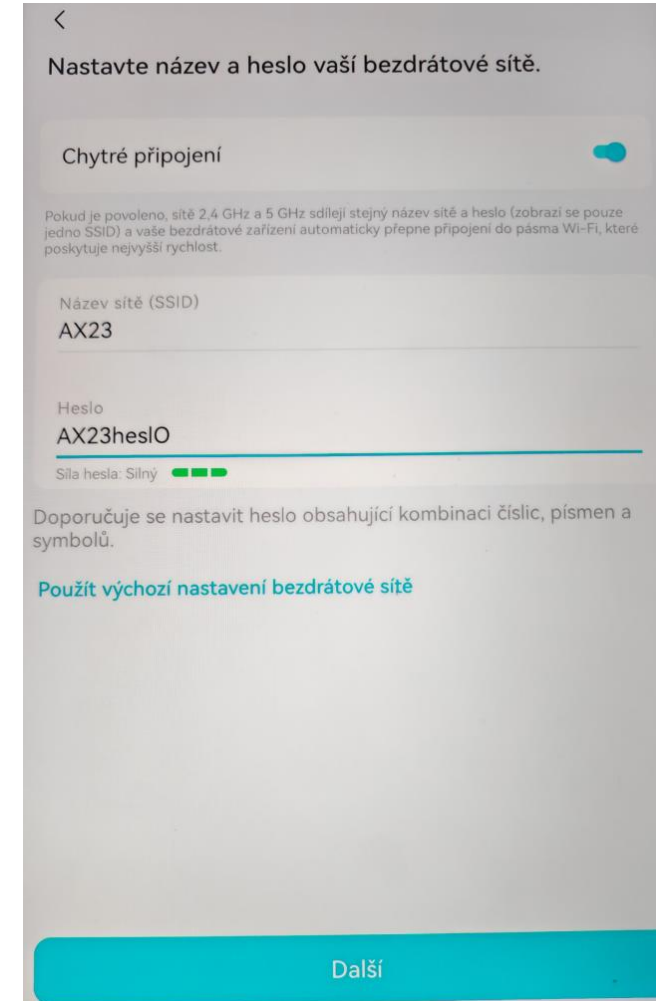 Nastavte název a heslo vaší bezdrátové sítě.
Chytré připojení
Pokud je povoleno, sítě 2,4 GHz a 5 GHz sdílejí stejný název sítě a heslo (zobrazí se pouze
jedno SSID) a vaše bezdrátové zařízení automaticky přepne připojení do pásma Wi-Fi, které
poskytuje nejvyšší rychlost.
Název sítě (SSID)
AX23
Heslo
AX23heslO
Síla hesla: Silný
Doporučuje se nastavit heslo obsahující kombinaci číslic, písmen a
symbolů.
Použít výchozí nastavení bezdrátové sítě
Další